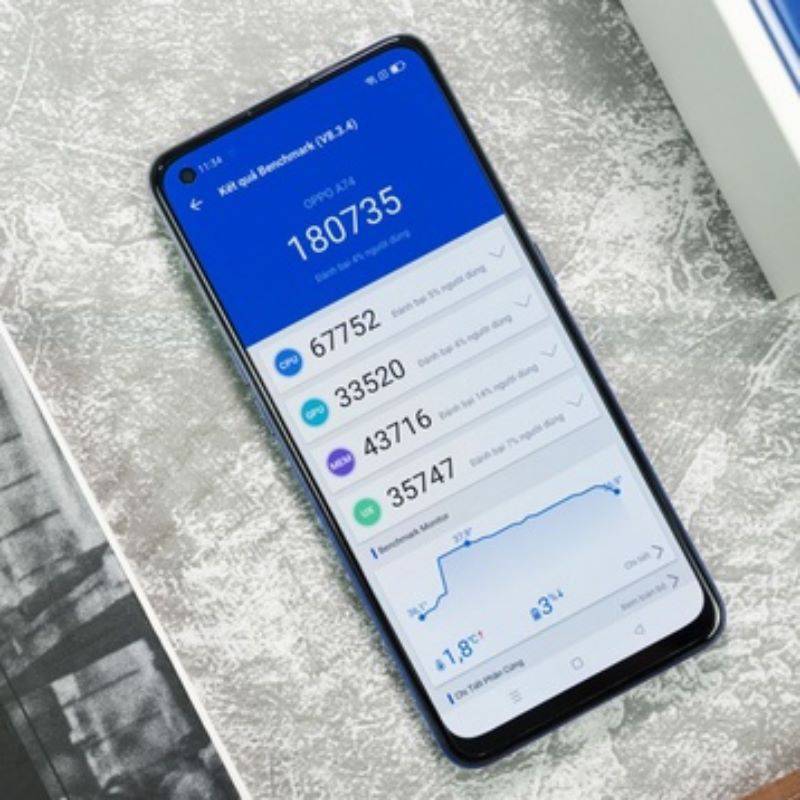 11:34
Kết quả Benchmark (V8.3.4)
OPPO A74
180735
Đánh bại 4% người dùng
CPU 67752 Đánh bại 5% người dùng
GPU 33520 Đánh bại 4% người dùng
MEM 43716 Đánh bại 14% người dùng
UX 35747 Đánh bại 7% người dùng
Benchmark Monitor
36,1°
37,5°
1,8°C
3%
Chi tiết
Xem toàn bộ
Chi Tiết Phần Cứng